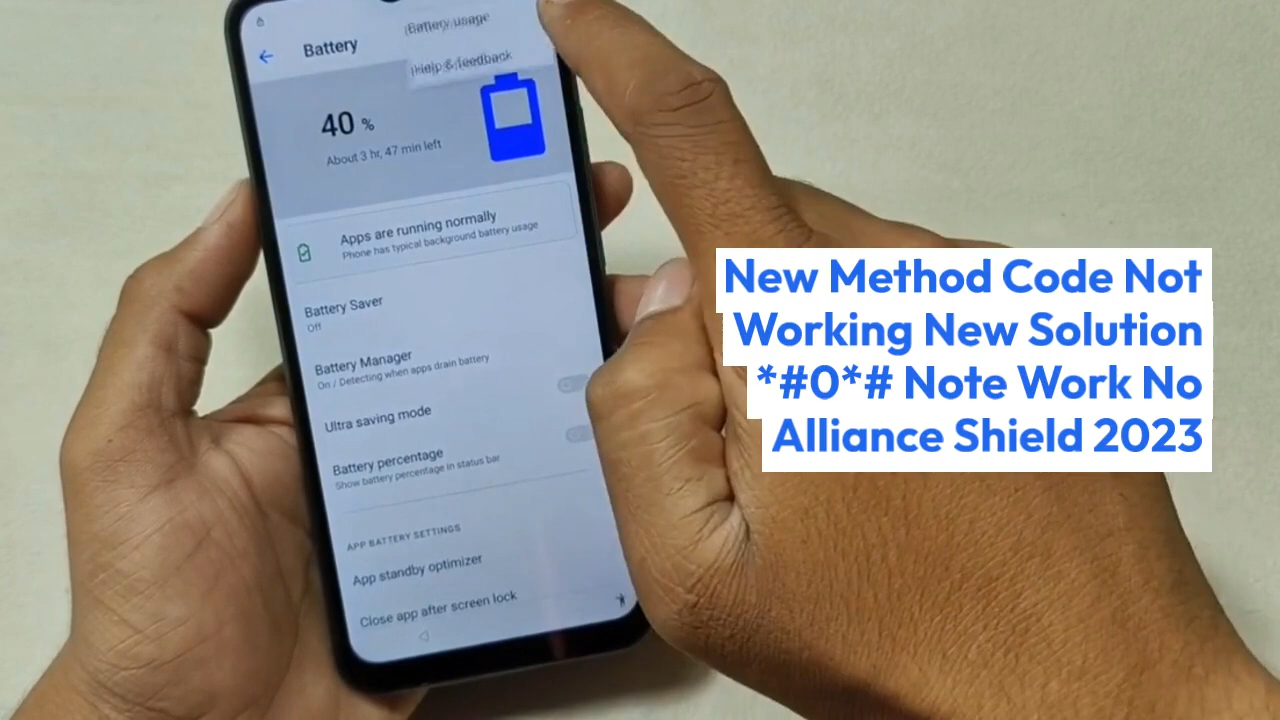 Battery usage
Battery
Help & feedback
40 %
About 3 hr, 47 min left
Apps are running normally
Phone has typical background battery usage
Battery Saver
Off
Battery Manager
On / Detecting when apps drain battery
Ultra saving mode
Battery percentage
Show battery percentage in status bar
APP BATTERY SETTINGS
App standby optimizer
Close app after screen lock
New Method Code Not
Working New Solution
*#0*# Note Work No
Alliance Shield 2023